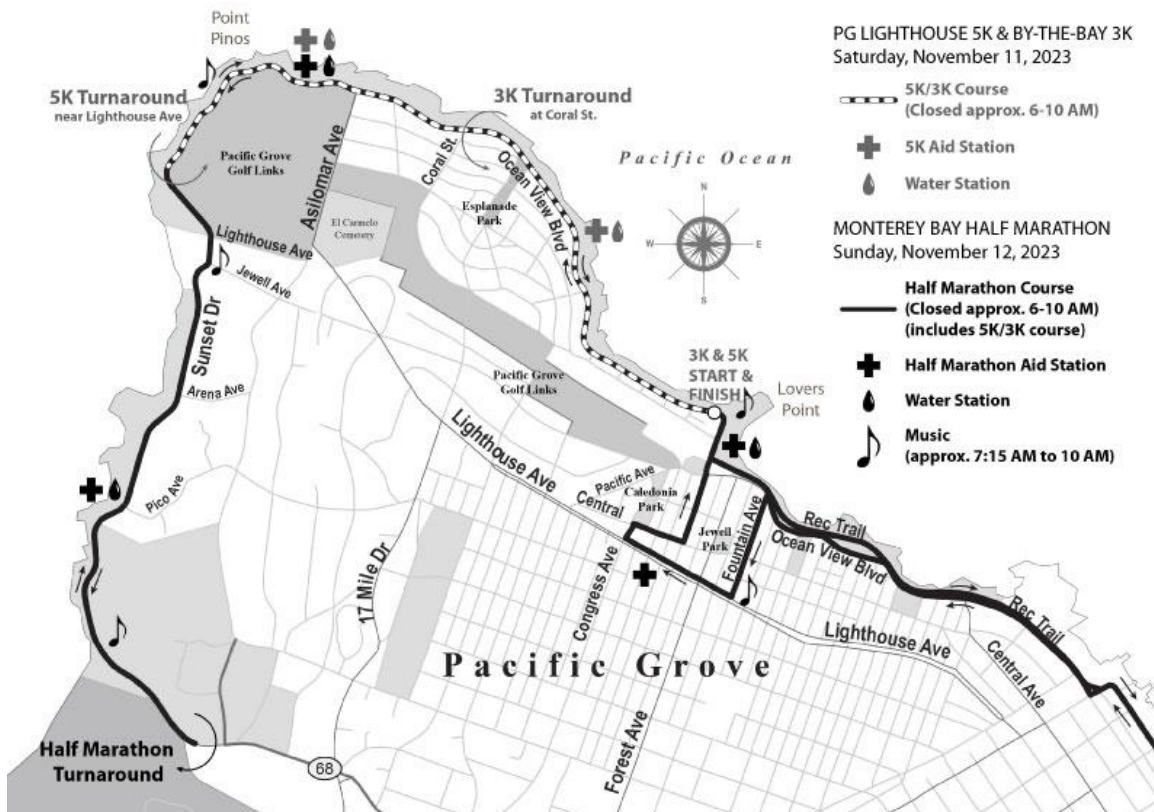 Point
Pinos
5K Turnaround
near Lighthouse Ave
3K Turnaround
at Coral St.
Pacific Grove
Golf Links
Asilomar Ave
Coral St.
Ocean View Blvd
Esplanade
Park
El Carmelo
Cemetery
Pacific Ocean
N
W
E
S
Lighthouse Ave
Jewell Ave
Sunset Dr
Arena Ave
Pico Ave
17 Mile Dr
Pacific Grove
Golf Links
3K & 5K
START &
FINISH
Lovers
Point
Lighthouse Ave
Pacific Ave
Central
Caledonia
Park
Jewell
Park
Fountain Ave
Rec Trail
Ocean View Blvd
Congress Ave
Lighthouse Ave
Rec Trail
Central Ave
Pacific Grove
Forest Ave
Half Marathon
Turnaround
68
PG LIGHTHOUSE 5K & BY-THE-BAY 3K
Saturday, November 11, 2023
5K/3K Course
(Closed approx. 6-10 AM)
5K Aid Station
Water Station
MONTEREY BAY HALF MARATHON
Sunday, November 12, 2023
Half Marathon Course
(Closed approx. 6-10 AM)
(includes 5K/3K course)
Half Marathon Aid Station
Water Station
Music
(approx. 7:15 AM to 10 AM)